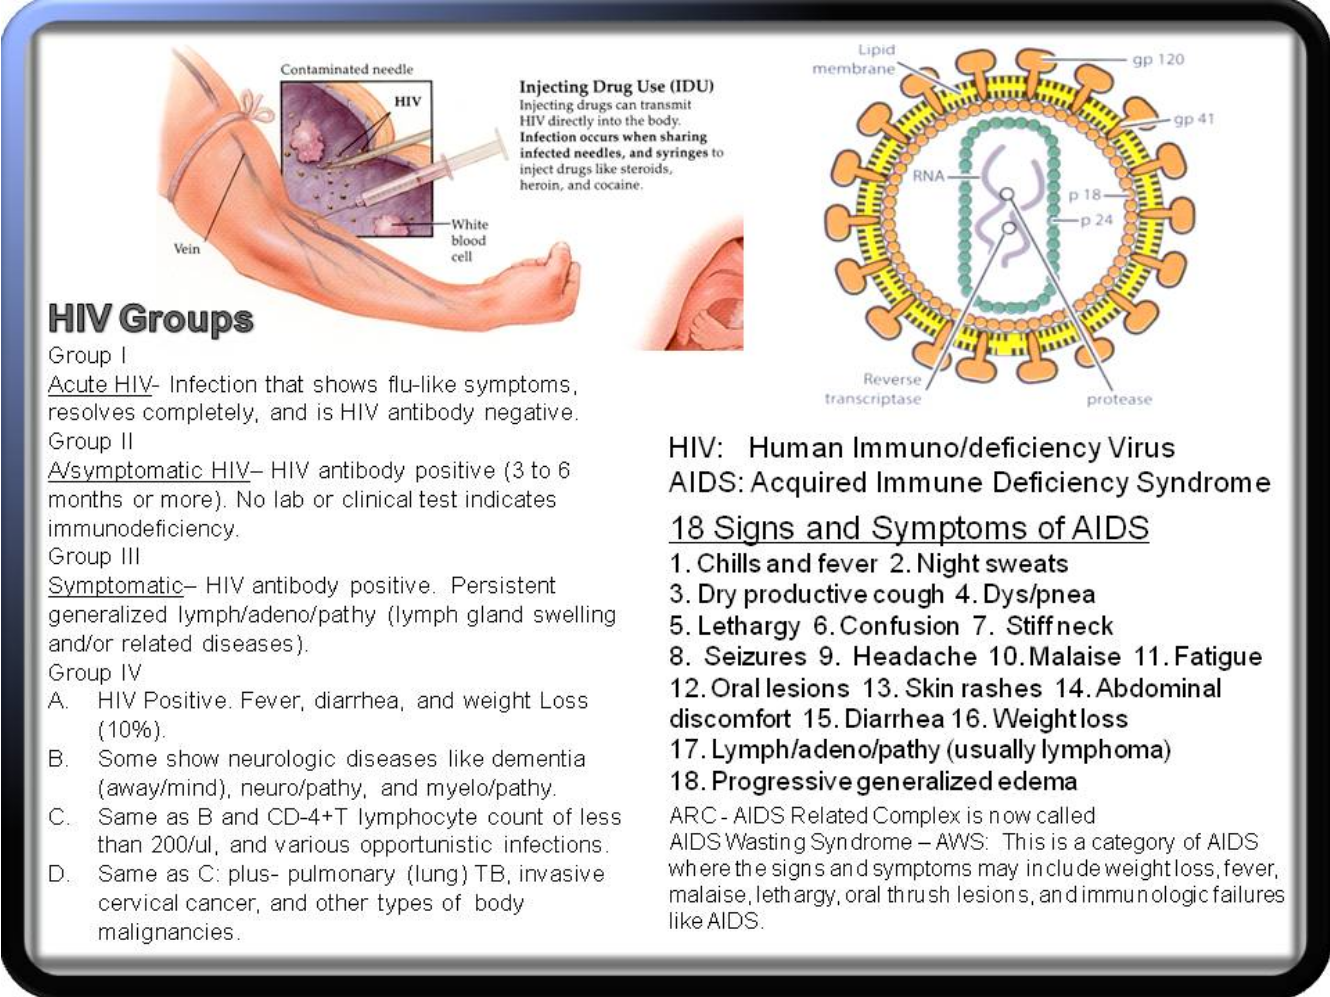 Contaminated needle
HIV
Vein
White
blood
cell
Injecting Drug Use (IDU)
Injecting drugs can transmit
HIV directly into the body.
Infection occurs when sharing
infected needles, and syringes to
inject drugs like steroids,
heroin, and cocaine.
Lipid
membrane
gp 120
gp 41
RNA
p 18
p 24
Reverse
transcriptase
protease
HIV Groups
Group I
Acute HIV- Infection that shows flu-like symptoms,
resolves completely, and is HIV antibody negative.
Group II
A/symptomatic HIV– HIV antibody positive (3 to 6
months or more). No lab or clinical test indicates
immunodeficiency.
Group III
Symptomatic– HIV antibody positive. Persistent
generalized lymph/adeno/pathy (lymph gland swelling
and/or related diseases).
Group IV
A. HIV Positive. Fever, diarrhea, and weight Loss
(10%).
B. Some show neurologic diseases like dementia
(away/mind), neuro/pathy, and myelo/pathy.
C. Same as B and CD-4+T lymphocyte count of less
than 200/ul, and various opportunistic infections.
D. Same as C: plus- pulmonary (lung) TB, invasive
cervical cancer, and other types of body
malignancies.
HIV: Human Immuno/deficiency Virus
AIDS: Acquired Immune Deficiency Syndrome
18 Signs and Symptoms of AIDS
1. Chills and fever 2. Night sweats
3. Dry productive cough 4. Dys/pnea
5. Lethargy 6. Confusion 7. Stiff neck
8. Seizures 9. Headache 10. Malaise 11. Fatigue
12. Oral lesions 13. Skin rashes 14. Abdominal
discomfort 15. Diarrhea 16. Weight loss
17. Lymph/adeno/pathy (usually lymphoma)
18. Progressive generalized edema
ARC - AIDS Related Complex is now called
AIDS Wasting Syndrome – AWS: This is a category of AIDS
where the signs and symptoms may include weight loss, fever,
malaise, lethargy, oral thrush lesions, and immunologic failures
like AIDS.